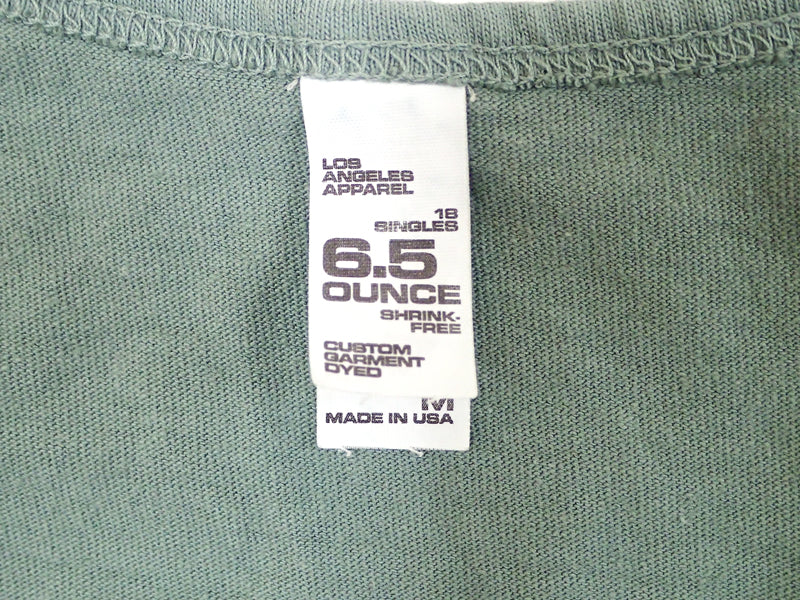 LOS
ANGELES
APPAREL
18
SINGLES
6.5
OUNCE
SHRINK-
FREE
CUSTOM
GARMENT
DYED
M
MADE IN USA